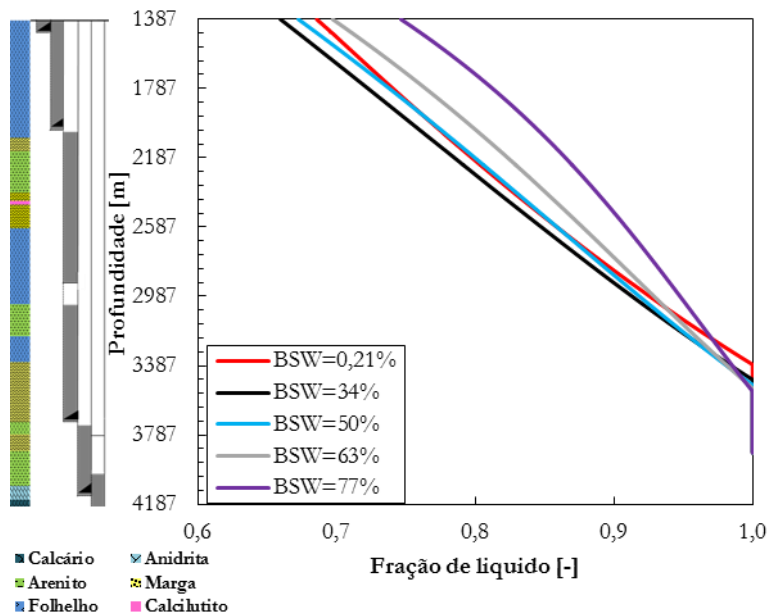 1387
1787
2187
2587
2987
3387
3787
4187
Profundidade [m]
BSW=0,21%
BSW=34%
BSW=50%
BSW=63%
BSW=77%
0,6 0,7 0,8 0,9 1,0
Fração de liquido [-]
Calcário Anidrita
Arenito Marga
Folhelho Calcilutito